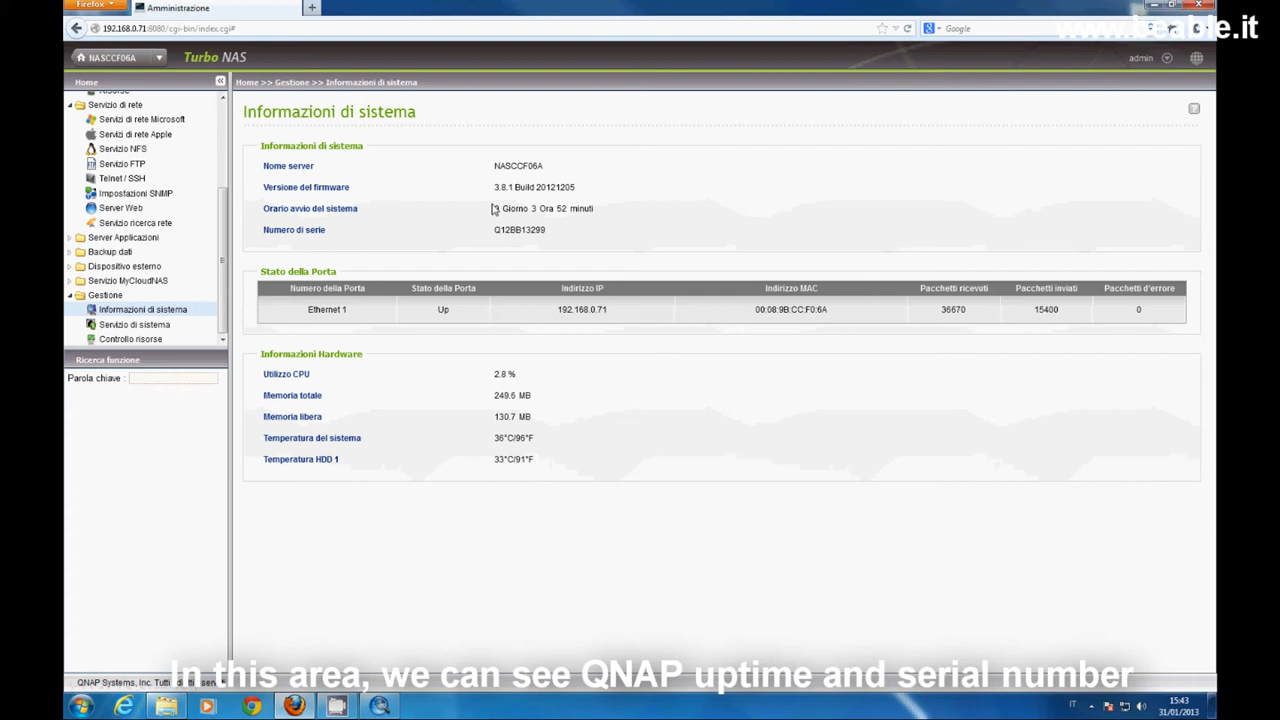 Firefox
Amministrazione
www.beable.it
192.168.0.71:8080/cgi-bin/index.cgi#
Google
NASCCF06A
Turbo NAS
admin
Home
Home >> Gestione >> Informazioni di sistema
Risorse
Servizio di rete
Servizi di rete Microsoft
Servizi di rete Apple
Servizio NFS
Servizio FTP
Telnet / SSH
Impostazioni SNMP
Server Web
Servizio ricerca rete
Server Applicazioni
Backup dati
Dispositivo esterno
Servizio MyCloudNAS
Gestione
Informazioni di sistema
Servizio di sistema
Controllo risorse
Ricerca funzione
Parola chiave :
Informazioni di sistema
Informazioni di sistema
Nome server NASCCF06A
Versione del firmware 3.8.1 Build 20121205
Orario avvio del sistema Giorno 3 Ora 52 minuti
Numero di serie Q12BB13299
Stato della Porta
Numero della Porta Stato della Porta Indirizzo IP Indirizzo MAC Pacchetti ricevuti Pacchetti inviati Pacchetti d'errore
Ethernet 1 Up 192.168.0.71 00:08:9B:CC:F0:6A 36670 15400 0
Informazioni Hardware
Utilizzo CPU 2.8 %
Memoria totale 249.6 MB
Memoria libera 130.7 MB
Temperatura del sistema 36°C/96°F
Temperatura HDD 1 33°C/91°F
QNAP Systems, Inc. Tutti
In this area, we can see QNAP uptime and serial number
IT
15:43
31/01/2013